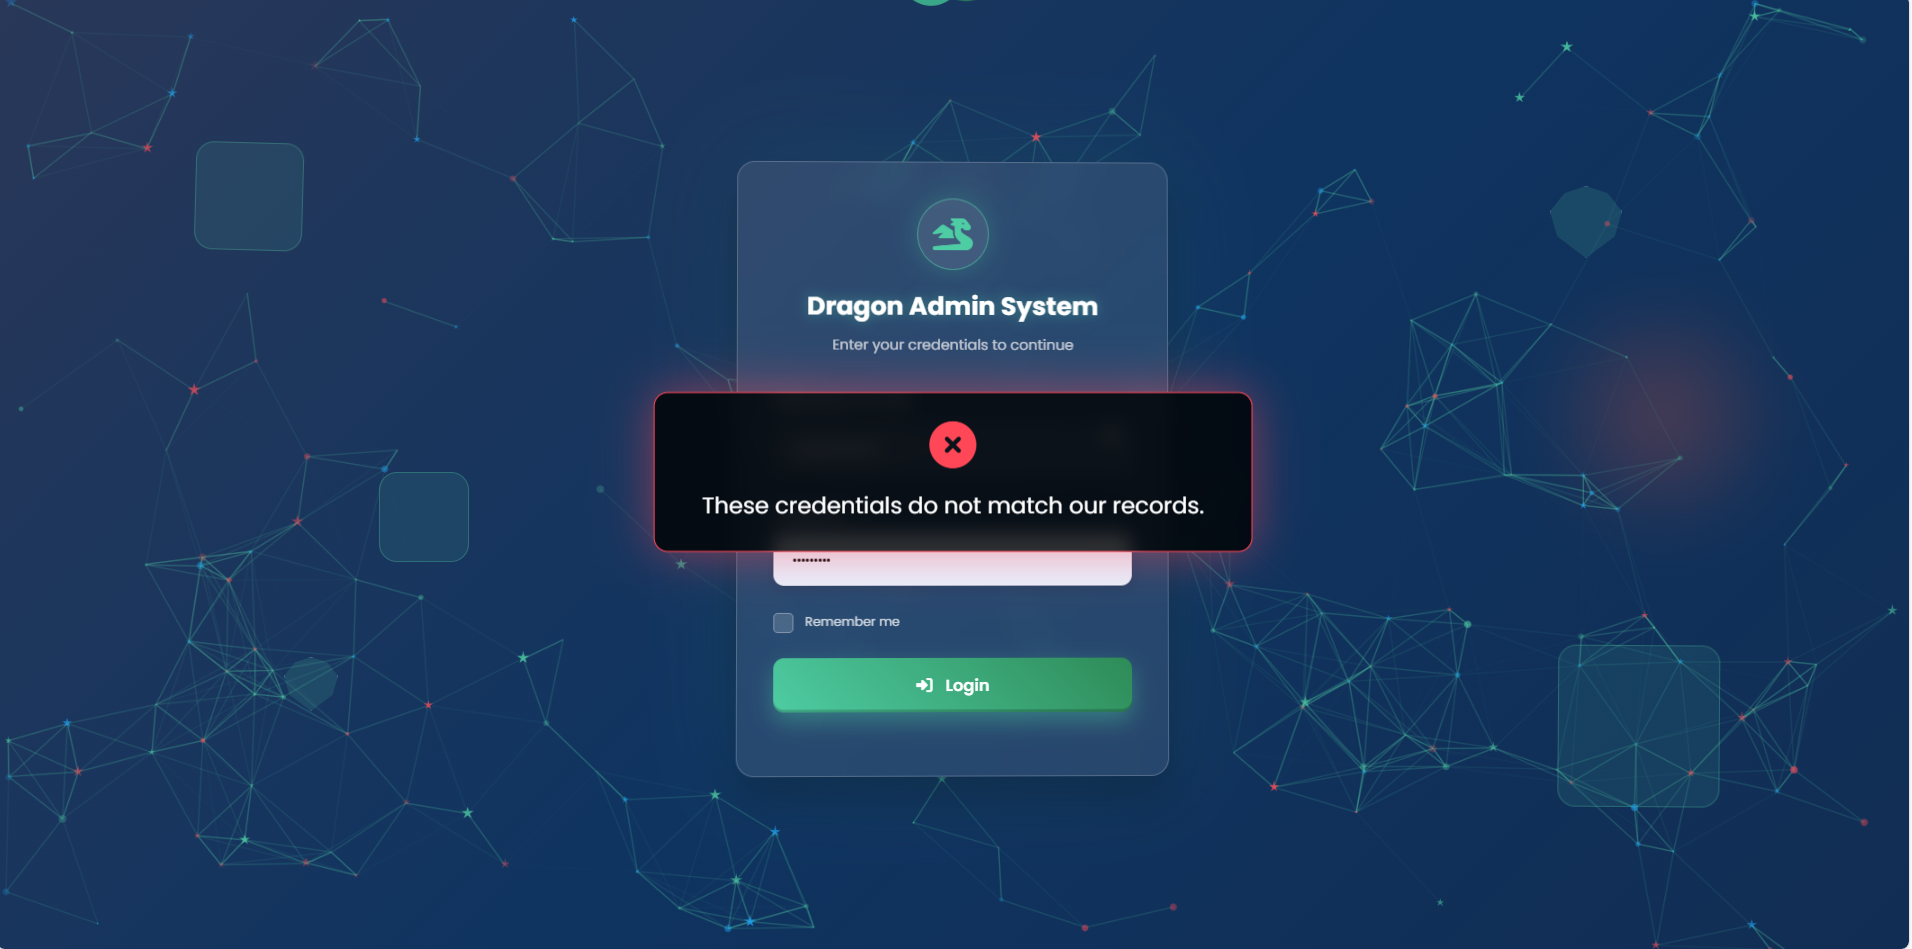 Dragon Admin System
Enter your credentials to continue
These credentials do not match our records.
Remember me
Login